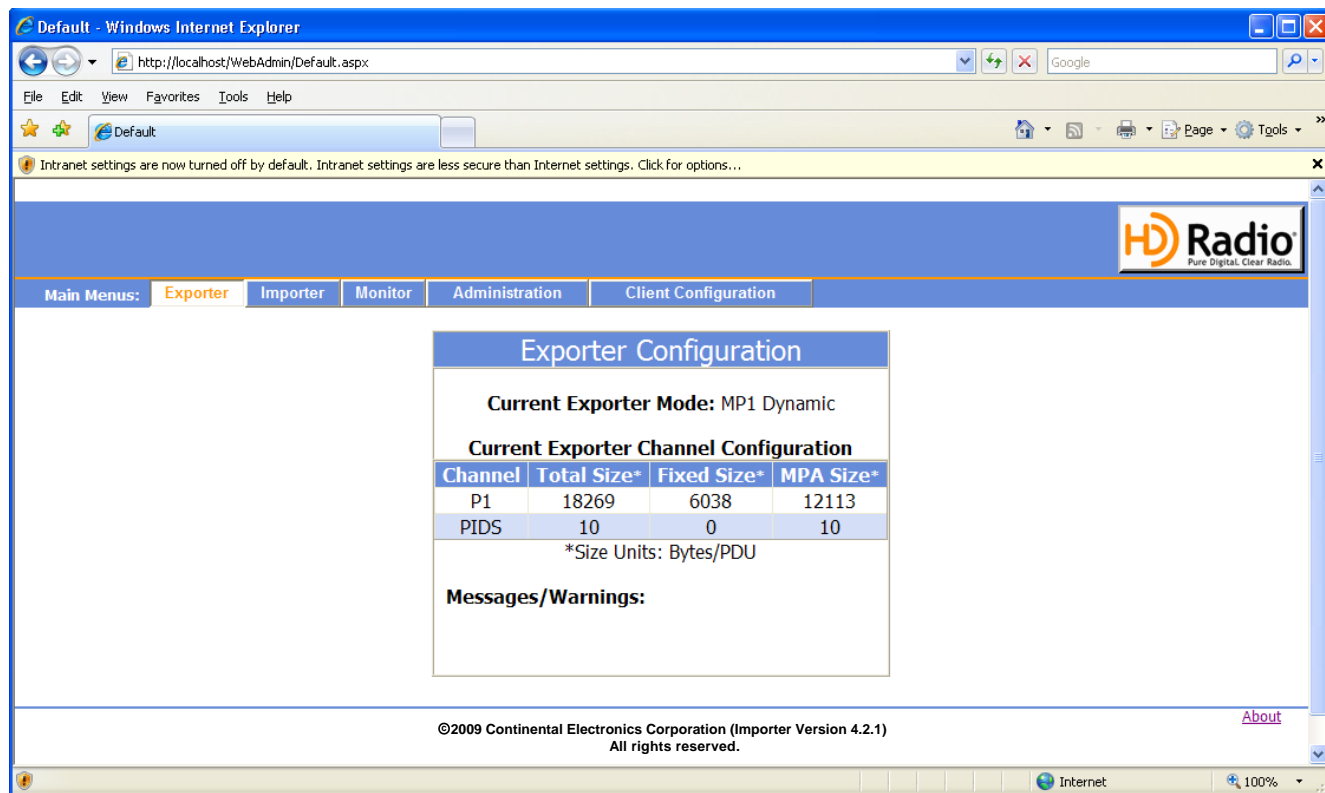 Default - Windows Internet Explorer
http://localhost/WebAdmin/Default.aspx
Google
File Edit View Favorites Tools Help
Default
Page Tools
Intranet settings are now turned off by default. Intranet settings are less secure than Internet settings. Click for options...
HD Radio
Pure Digital. Clear Radio.
Main Menus: Exporter Importer Monitor Administration Client Configuration
Exporter Configuration
Current Exporter Mode: MP1 Dynamic
Current Exporter Channel Configuration
Channel Total Size* Fixed Size* MPA Size*
P1 18269 6038 12113
PIDS 10 0 10
*Size Units: Bytes/PDU
Messages/Warnings:
©2009 Continental Electronics Corporation (Importer Version 4.2.1)
All rights reserved.
About
Internet 100%